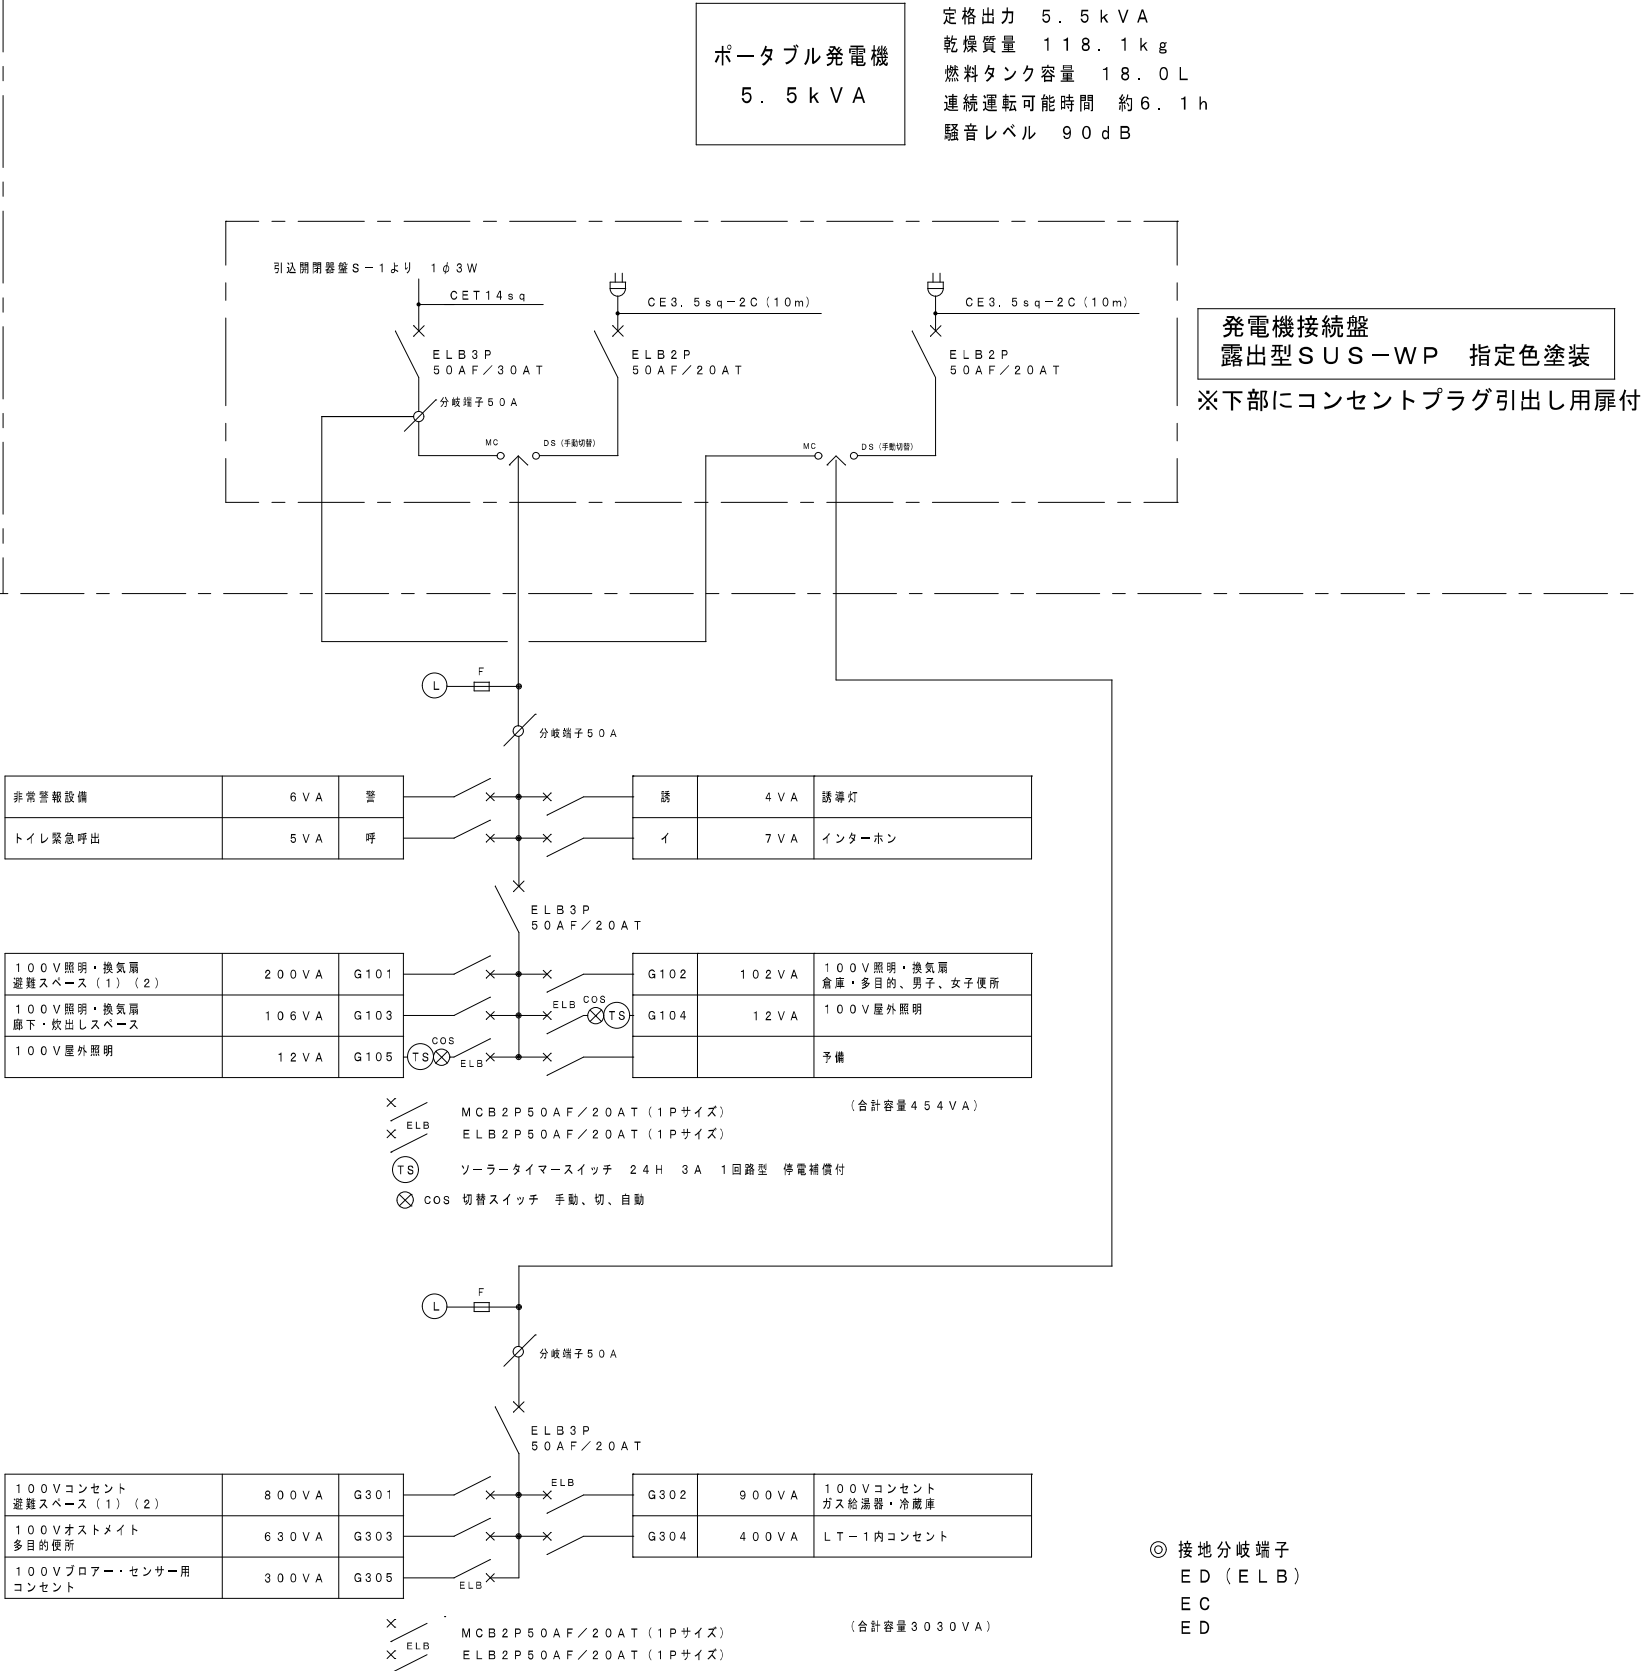 ポータブル発電機
5．5kVA
定格出力　5．5kVA
乾燥質量　118．1kg
燃料タンク容量　18．0L
連続運転可能時間　約6．1h
騒音レベル　90dB
引込開閉器盤S－1より　1φ3W
CET14sq
CE3．5sq－2C（10m）
CE3．5sq－2C（10m）
ELB3P
50AF／30AT
ELB2P
50AF／20AT
ELB2P
50AF／20AT
分岐端子50A
MC
DS（手動切替）
MC
DS（手動切替）
発電機接続盤
露出型SUS－WP　指定色塗装
※下部にコンセントプラグ引出し用扉付
L
F
分岐端子50A
非常警報設備　6VA　警
誘　4VA　誘導灯
トイレ緊急呼出　5VA　呼
イ　7VA　インターホン
ELB3P
50AF／20AT
100V照明・換気扇
避難スペース（1）（2）
200VA　G101
G102　102VA
100V照明・換気扇
倉庫・多目的、男子、女子便所
100V照明・換気扇
廊下・炊出しスペース
106VA　G103
ELB　COS　TS
G104　12VA　100V屋外照明
100V屋外照明　12VA　G105
TS　COS　ELB
予備
（合計容量454VA）
MCB2P50AF／20AT（1Pサイズ）
ELB
ELB2P50AF／20AT（1Pサイズ）
TS　ソーラータイマースイッチ　24H　3A　1回路型　停電補償付
COS　切替スイッチ　手動、切、自動
L
F
分岐端子50A
ELB3P
50AF／20AT
100Vコンセント
避難スペース（1）（2）
800VA　G301
ELB
G302　900VA
100Vコンセント
ガス給湯器・冷蔵庫
100Vオストメイト
多目的便所
630VA　G303
G304　400VA　LT－1内コンセント
100Vブロアー・センサー用
コンセント
300VA　G305
ELB
（合計容量3030VA）
MCB2P50AF／20AT（1Pサイズ）
ELB
ELB2P50AF／20AT（1Pサイズ）
◎ 接地分岐端子
ED（ELB）
EC
ED